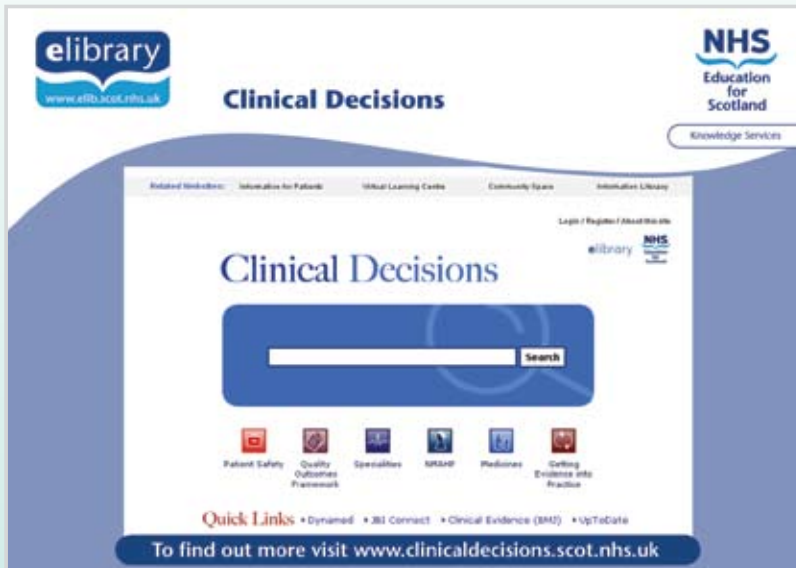 elibrary
www.elib.scot.nhs.uk
Clinical Decisions
NHS
Education
for
Scotland
Knowledge Services
Related Websites: Information for Patients Virtual Learning Centre Community Space Information Library
Login / Register / About this site
elibrary NHS
Clinical Decisions
Search
Patient Safety
Quality
Outcomes
Framework
Specialities
NMAHP
Medicines
Getting
Evidence into
Practice
Quick Links Dynamed JBI Connect Clinical Evidence (BMJ) UpToDate
To find out more visit www.clinicaldecisions.scot.nhs.uk